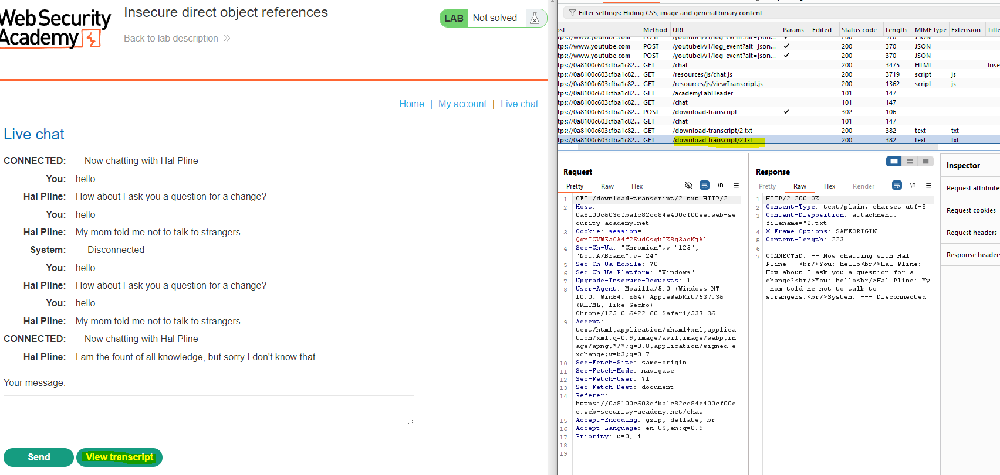 Web Security
Academy
Insecure direct object references
Back to lab description
LAB Not solved
Home | My account | Live chat
Live chat
CONNECTED: -- Now chatting with Hal Pline --
You: hello
Hal Pline: How about I ask you a question for a change?
You: hello
Hal Pline: My mom told me not to talk to strangers.
System: --- Disconnected ---
You: hello
Hal Pline: How about I ask you a question for a change?
You: hello
Hal Pline: My mom told me not to talk to strangers.
CONNECTED: -- Now chatting with Hal Pline --
Hal Pline: I am the fount of all knowledge, but sorry I don't know that.
Your message:
Send View transcript
Filter settings: Hiding CSS, image and general binary content
ost Method URL Params Edited Status code Length MIME type Extension Title
tps://www.youtube.com POST /youtubei/v1/log_event?alt=json... ✓ 200 370 JSON
tps://www.youtube.com POST /youtubei/v1/log_event?alt=json... ✓ 200 370 JSON
tps://www.youtube.com POST /youtubei/v1/log_event?alt=json... ✓ 200 370 JSON
tps://0a8100c603cfba1c82... GET /chat 200 3475 HTML Inse
tps://0a8100c603cfba1c82... GET /resources/js/chat.js 200 3719 script js
tps://0a8100c603cfba1c82... GET /resources/js/viewTranscript.js 200 1362 script js
tps://0a8100c603cfba1c82... GET /academyLabHeader 101 147
tps://0a8100c603cfba1c82... GET /chat 101 147
tps://0a8100c603cfba1c82... POST /download-transcript ✓ 302 106
tps://0a8100c603cfba1c82... GET /chat 101 147
tps://0a8100c603cfba1c82... GET /download-transcript/2.txt 200 382 text txt
tps://0a8100c603cfba1c82... GET /download-transcript/2.txt 200 382 text txt
Request
Pretty Raw Hex \n
1 GET /download-transcript/2.txt HTTP/2
2 Host:
0a8100c603cfba1c82cc84e400cf00ee.web-se
curity-academy.net
3 Cookie: session=
QqnIGVWEaOA4f2SudCsgkTK8q3aoKjAl
4 Sec-Ch-Ua: "Chromium";v="125",
"Not.A/Brand";v="24"
5 Sec-Ch-Ua-Mobile: ?0
6 Sec-Ch-Ua-Platform: "Windows"
7 Upgrade-Insecure-Requests: 1
8 User-Agent: Mozilla/5.0 (Windows NT
10.0; Win64; x64) AppleWebKit/537.36
(KHTML, like Gecko)
Chrome/125.0.6422.60 Safari/537.36
9 Accept:
text/html,application/xhtml+xml,applica
tion/xml;q=0.9,image/avif,image/webp,im
age/apng,*/*;q=0.8,application/signed-e
xchange;v=b3;q=0.7
10 Sec-Fetch-Site: same-origin
11 Sec-Fetch-Mode: navigate
12 Sec-Fetch-User: ?1
13 Sec-Fetch-Dest: document
14 Referer:
https://0a8100c603cfba1c82cc84e400cf00e
e.web-security-academy.net/chat
15 Accept-Encoding: gzip, deflate, br
16 Accept-Language: en-US,en;q=0.9
17 Priority: u=0, i
18
19
Response
Pretty Raw Hex Render \n
1 HTTP/2 200 OK
2 Content-Type: text/plain; charset=utf-8
3 Content-Disposition: attachment;
filename="2.txt"
4 X-Frame-Options: SAMEORIGIN
5 Content-Length: 223
6
7 CONNECTED: -- Now chatting with Hal
Pline --<br/>You: hello<br/>Hal Pline:
How about I ask you a question for a
change?<br/>You: hello<br/>Hal Pline: My
mom told me not to talk to
strangers.<br/>System: --- Disconnected
---
Inspector
Request attribute
Request cookies
Request headers
Response headers